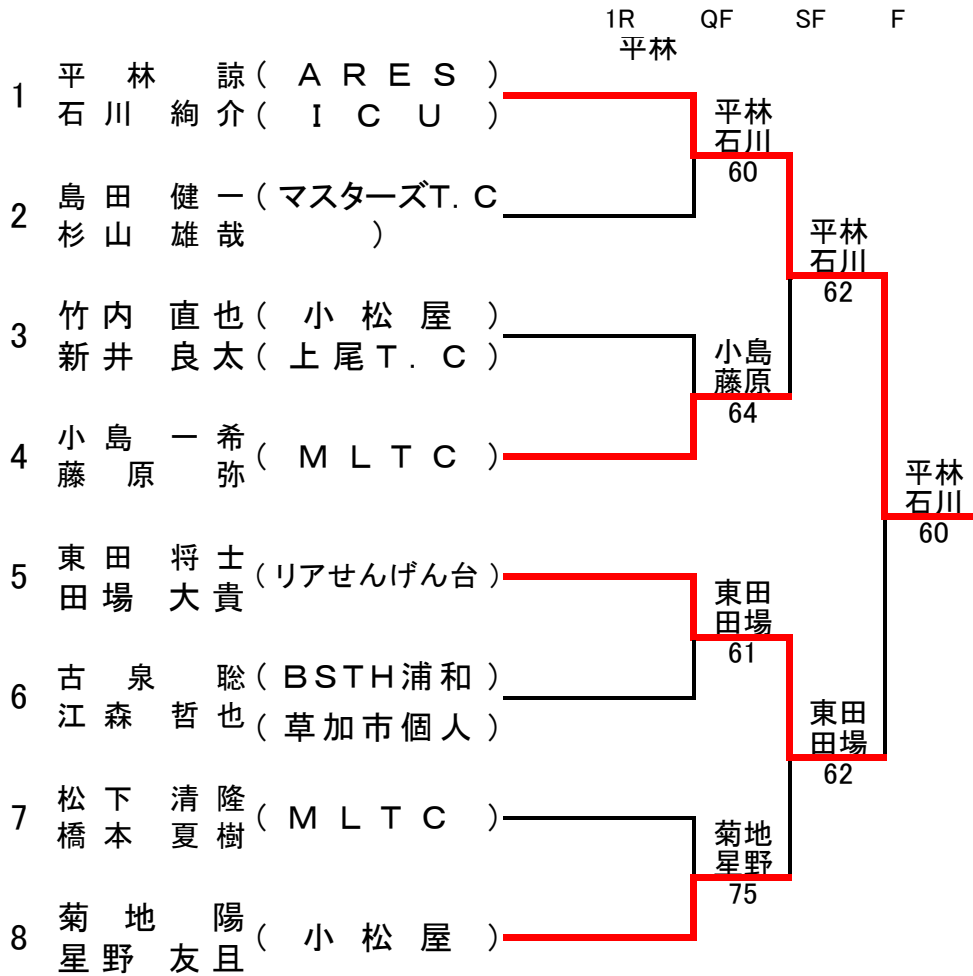 1R QF SF F
平林
1 平林 諒 ( ARES )
石川 絢介 ( ICU )
平林
石川
60
2 島田 健一 ( マスターズT.C
杉山 雄哉 )
平林
石川
62
3 竹内 直也 ( 小松屋 )
新井 良太 ( 上尾T.C )
小島
藤原
64
4 小島 一希 ( MLTC )
藤原 弥
平林
石川
60
5 東田 将士 ( リアせんげん台 )
田場 大貴
東田
田場
61
6 古泉 聡 ( BSTH浦和 )
江森 哲也 ( 草加市個人 )
東田
田場
62
7 松下 清隆 ( MLTC )
橋本 夏樹
菊地
星野
75
8 菊地 陽 ( 小松屋 )
星野 友且